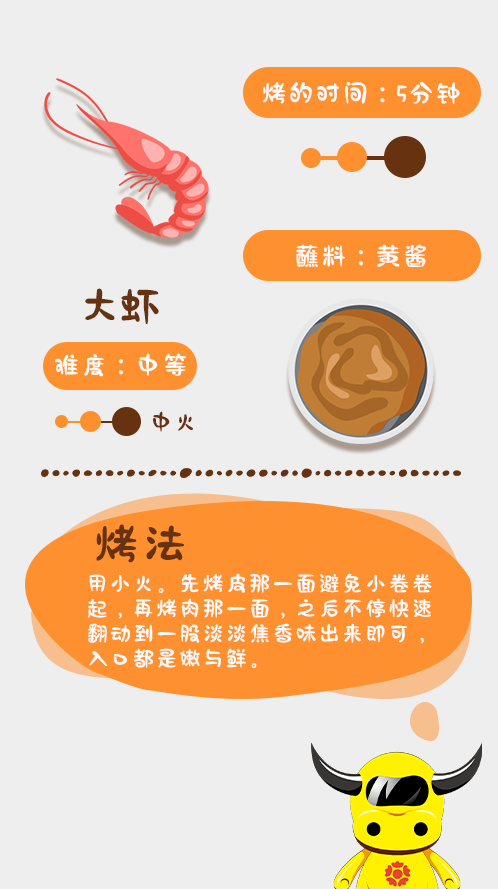 烤的时间：5分钟
蘸料：黄酱
大虾
难度：中等
中火
烤法
用小火。先烤皮那一面避免小卷卷
起，再烤肉那一面，之后不停快速
翻动到一股淡淡焦香味出来即可，
入口都是嫩与鲜。